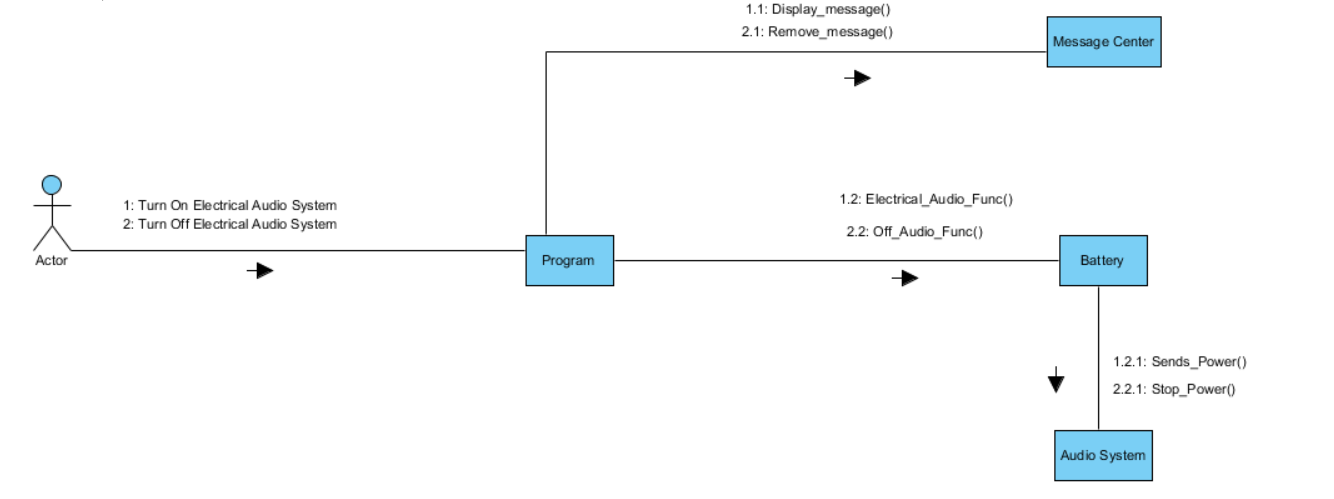 1.1: Display_message()
2.1: Remove_message()
Message Center
1: Turn On Electrical Audio System
2: Turn Off Electrical Audio System
Actor
Program
1.2: Electrical_Audio_Func()
2.2: Off_Audio_Func()
Battery
1.2.1: Sends_Power()
2.2.1: Stop_Power()
Audio System